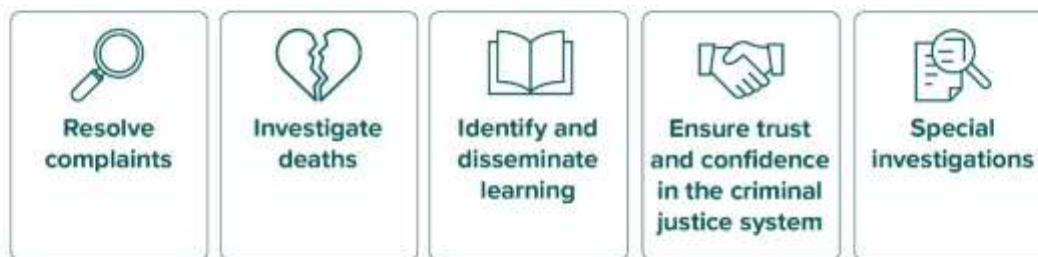 Resolve
complaints
Investigate
deaths
Identify and
disseminate
learning
Ensure trust
and confidence
in the criminal
justice system
Special
investigations